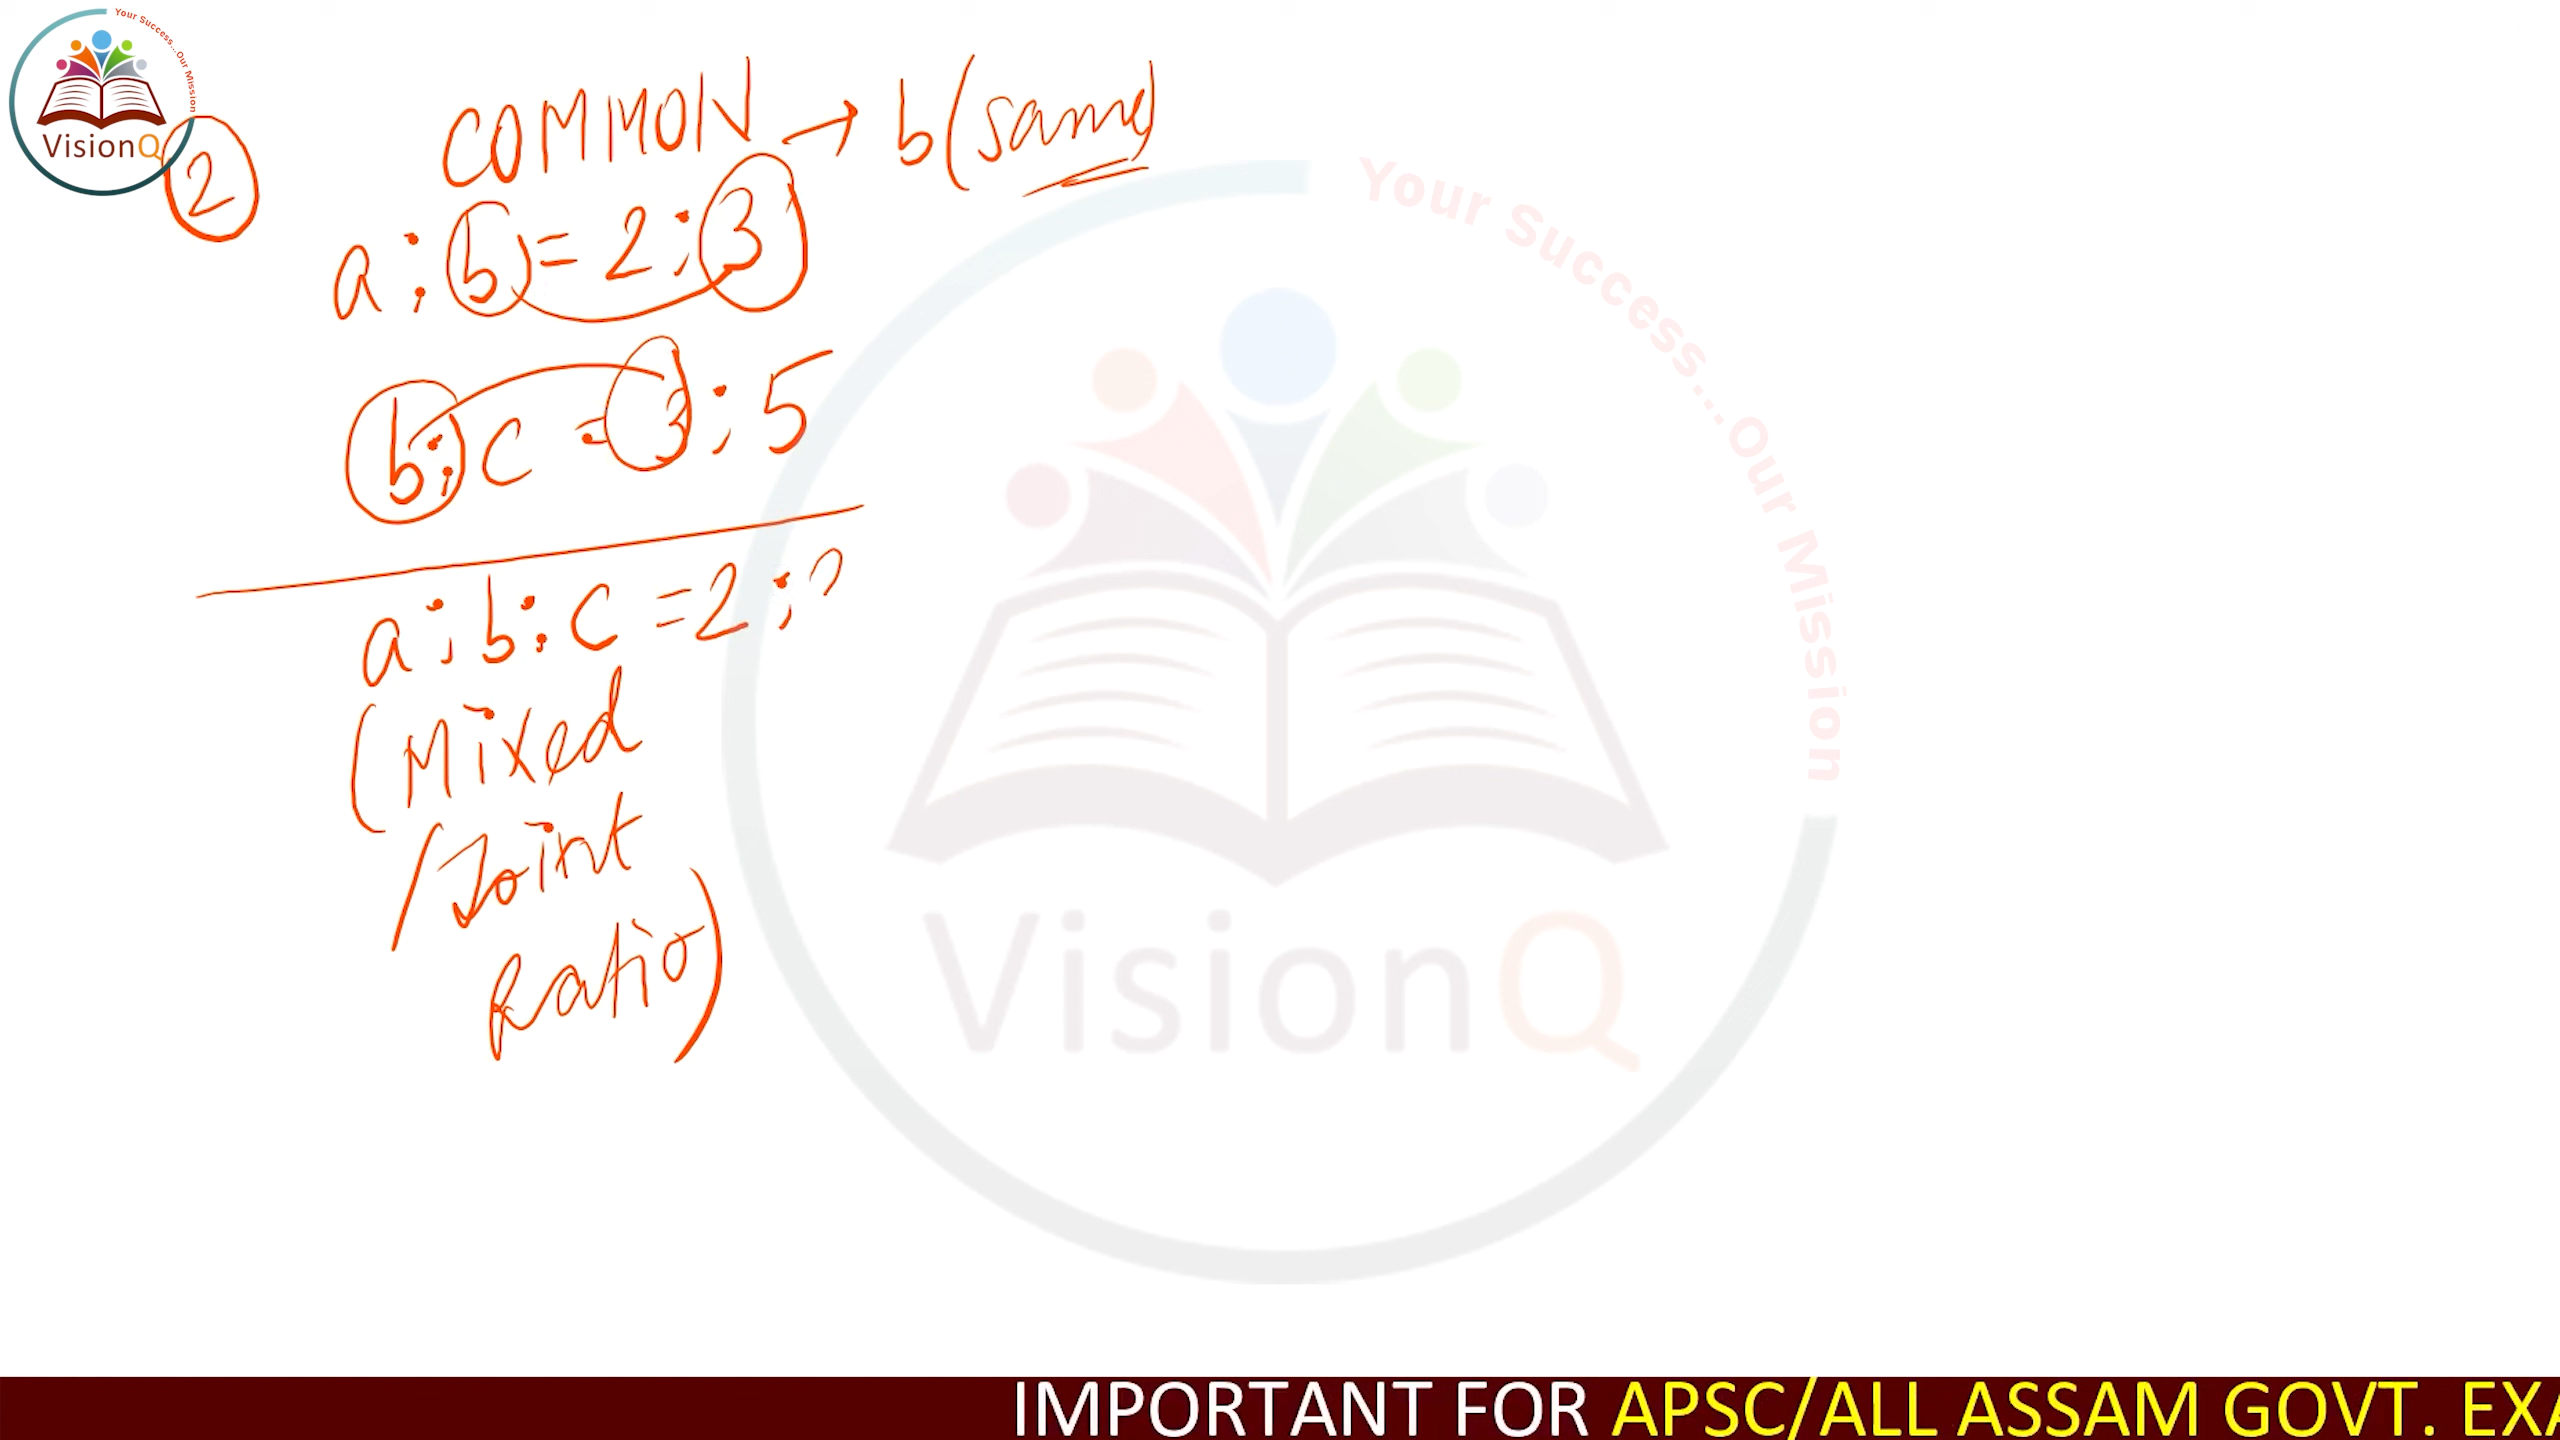 Your Success...Our Mission
VisionQ
2
COMMON → b (same)
a : b = 2 : 3
b : c = 3 : 5
a : b : c = 2 :
(Mixed
/Joint
Ratio)
Your Success...Our Mission
VisionQ
IMPORTANT FOR APSC/ALL ASSAM GOVT. EXA